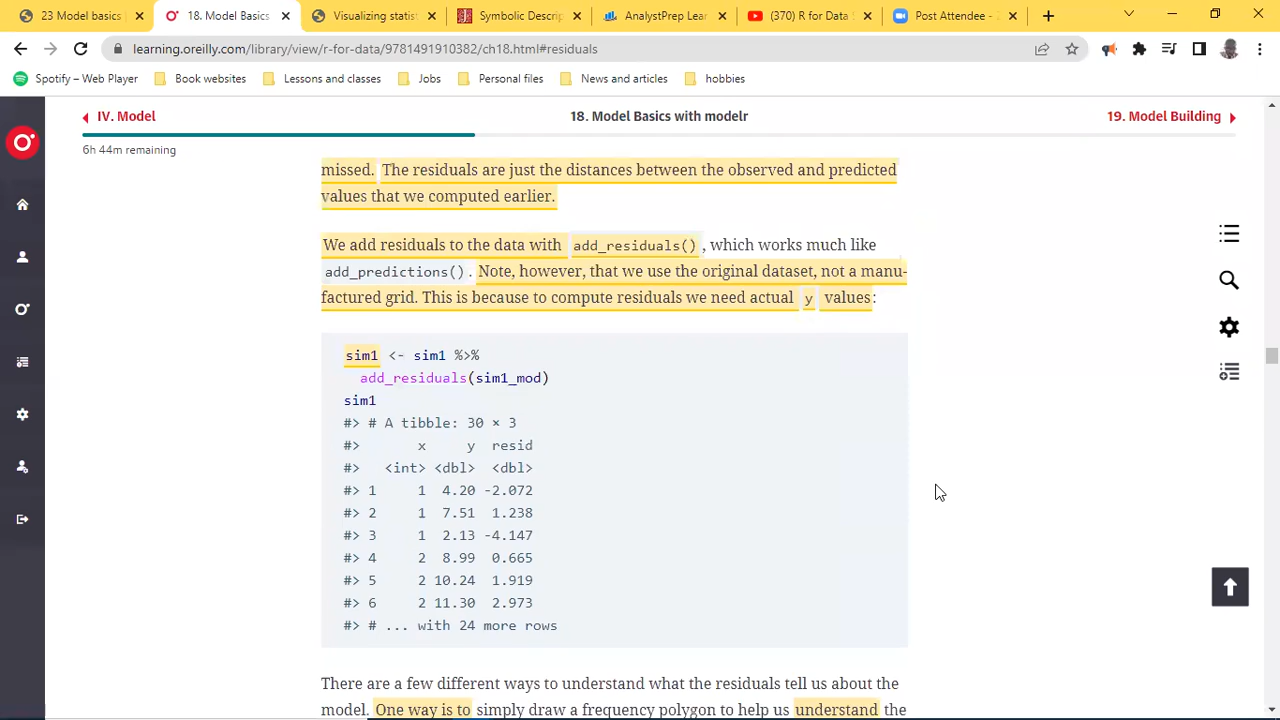 23 Model basics
18. Model Basics
Visualizing statist
Symbolic Descrip
AnalystPrep Lear
(370) R for Data S
Post Attendee - Z
learning.oreilly.com/library/view/r-for-data/9781491910382/ch18.html#residuals
Spotify – Web Player
Book websites
Lessons and classes
Jobs
Personal files
News and articles
hobbies
IV. Model
18. Model Basics with modelr
19. Model Building
6h 44m remaining
missed. The residuals are just the distances between the observed and predicted
values that we computed earlier.
We add residuals to the data with add_residuals(), which works much like
add_predictions(). Note, however, that we use the original dataset, not a manu-
factured grid. This is because to compute residuals we need actual y values:
sim1 <- sim1 %>%
add_residuals(sim1_mod)
sim1
#> # A tibble: 30 × 3
#> x y resid
#> <int> <dbl> <dbl>
#> 1 1 4.20 -2.072
#> 2 1 7.51 1.238
#> 3 1 2.13 -4.147
#> 4 2 8.99 0.665
#> 5 2 10.24 1.919
#> 6 2 11.30 2.973
#> # ... with 24 more rows
There are a few different ways to understand what the residuals tell us about the
model. One way is to simply draw a frequency polygon to help us understand the